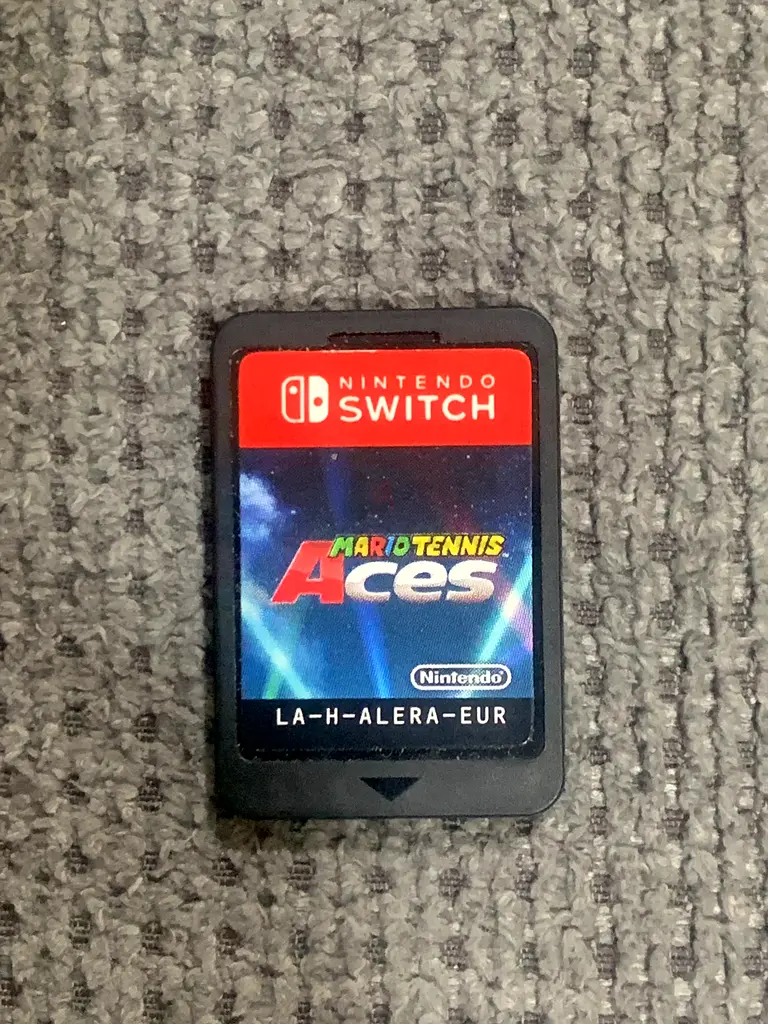 NINTENDO
SWITCH
MARIO TENNIS
Aces
Nintendo
LA-H-ALERA-EUR